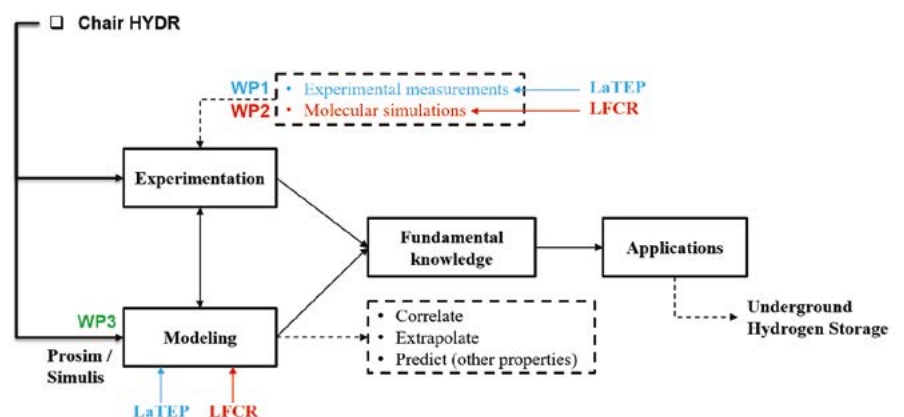 ❑ Chair HYDR
WP1 • Experimental measurements LaTEP
WP2 • Molecular simulations LFCR
Experimentation
Fundamental
knowledge
Applications
WP3
Modeling
Prosim /
Simulis
• Correlate
• Extrapolate
• Predict (other properties)
Underground
Hydrogen Storage
LaTEP LFCR